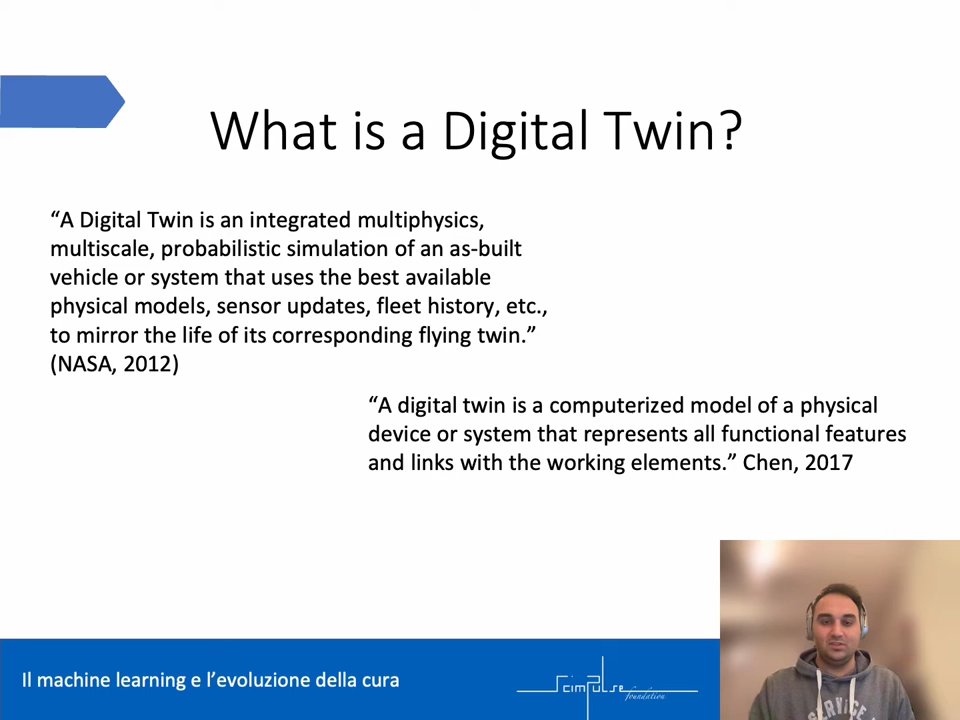 What is a Digital Twin?
“A Digital Twin is an integrated multiphysics,
multiscale, probabilistic simulation of an as-built
vehicle or system that uses the best available
physical models, sensor updates, fleet history, etc.,
to mirror the life of its corresponding flying twin.”
(NASA, 2012)
“A digital twin is a computerized model of a physical
device or system that represents all functional features
and links with the working elements.” Chen, 2017
Il machine learning e l’evoluzione della cura
SCimPulse
foundation
SERVICE